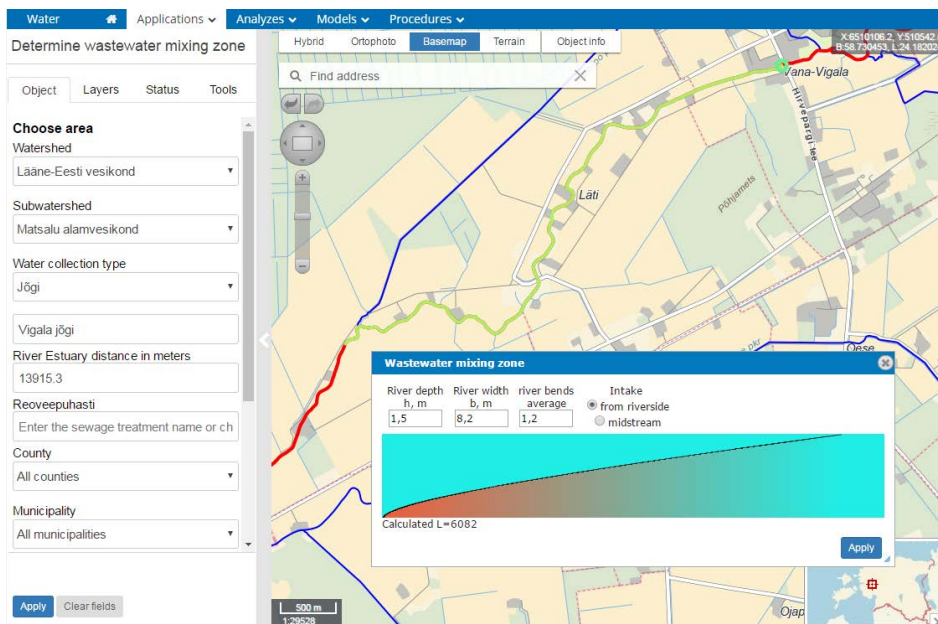 Water Applications Analyzes Models Procedures
Determine wastewater mixing zone
Object Layers Status Tools
Choose area
Watershed
Lääne-Eesti vesikond
Subwatershed
Matsalu alamvesikond
Water collection type
Jõgi
Vigala jõgi
River Estuary distance in meters
13915.3
Reoveepuhasti
Enter the sewage treatment name or ch
County
All counties
Municipality
All municipalities
Apply Clear fields
Hybrid Ortophoto Basemap Terrain Object info
Find address
X:6510106.2, Y:510542
B:58.730453, L:24.18202
Vana-Vigala
Hirvepargi tee
Läti
Põhjamets
Oese
Wastewater mixing zone
River depth h, m
River width b, m
river bends average
Intake
1,5 8,2 1,2
from riverside
midstream
Calculated L=6082
Apply
500 m
1:29528
Ojap